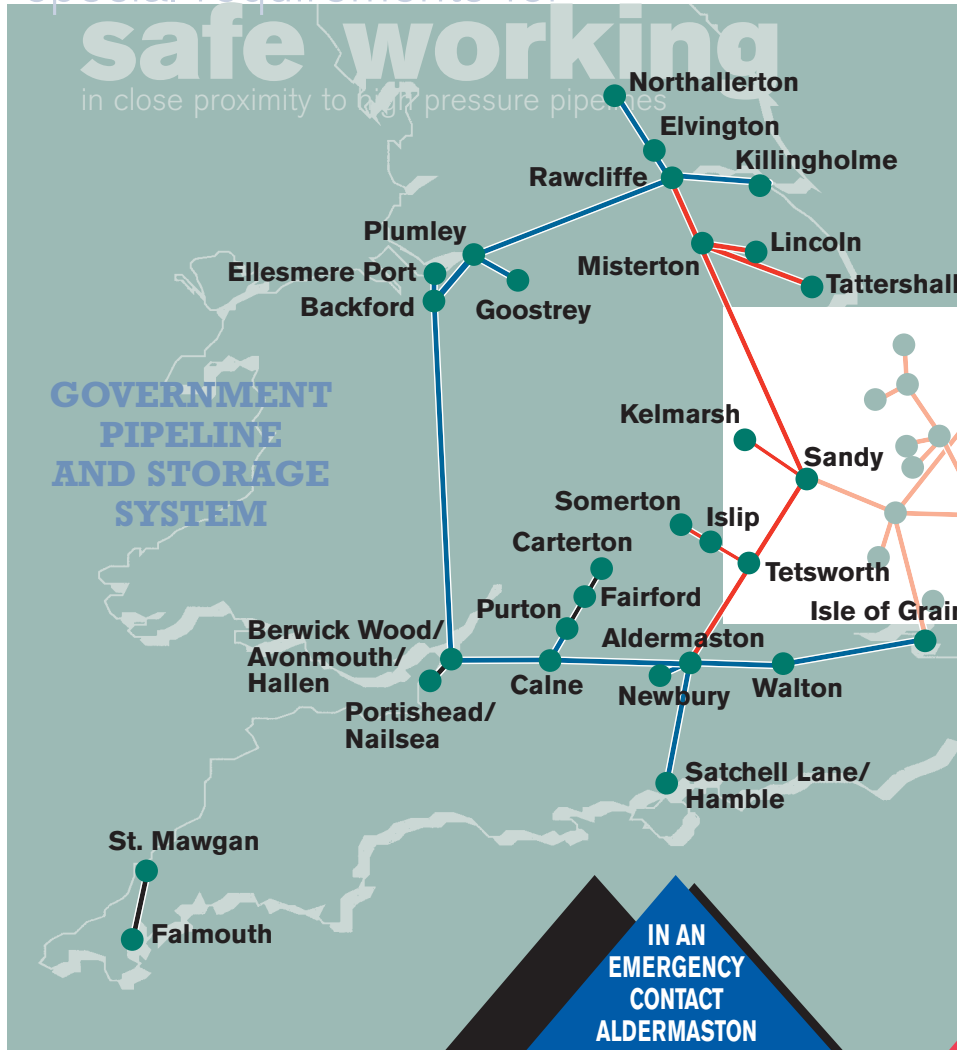 special requirements for
safe working
in close proximity to high pressure pipelines
Northallerton
Elvington
Killingholme
Rawcliffe
Plumley
Lincoln
Misterton
Ellesmere Port
Tattershall
Backford
Goostrey
GOVERNMENT
PIPELINE
AND STORAGE
SYSTEM
Kelmarsh
Sandy
Somerton
Islip
Carterton
Tetsworth
Fairford
Purton
Isle of Grain
Berwick Wood/
Avonmouth/
Hallen
Aldermaston
Calne
Newbury
Walton
Portishead/
Nailsea
Satchell Lane/
Hamble
St. Mawgan
Falmouth
IN AN
EMERGENCY
CONTACT
ALDERMASTON